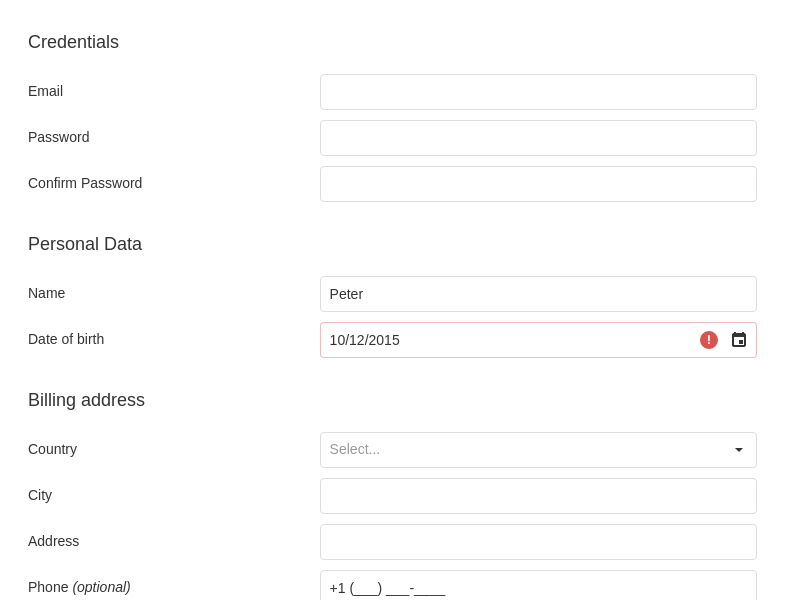 Credentials
Email
Password
Confirm Password
Personal Data
Name Peter
Date of birth 10/12/2015 !
Billing address
Country Select...
City
Address
Phone (optional) +1 (___) ___-____